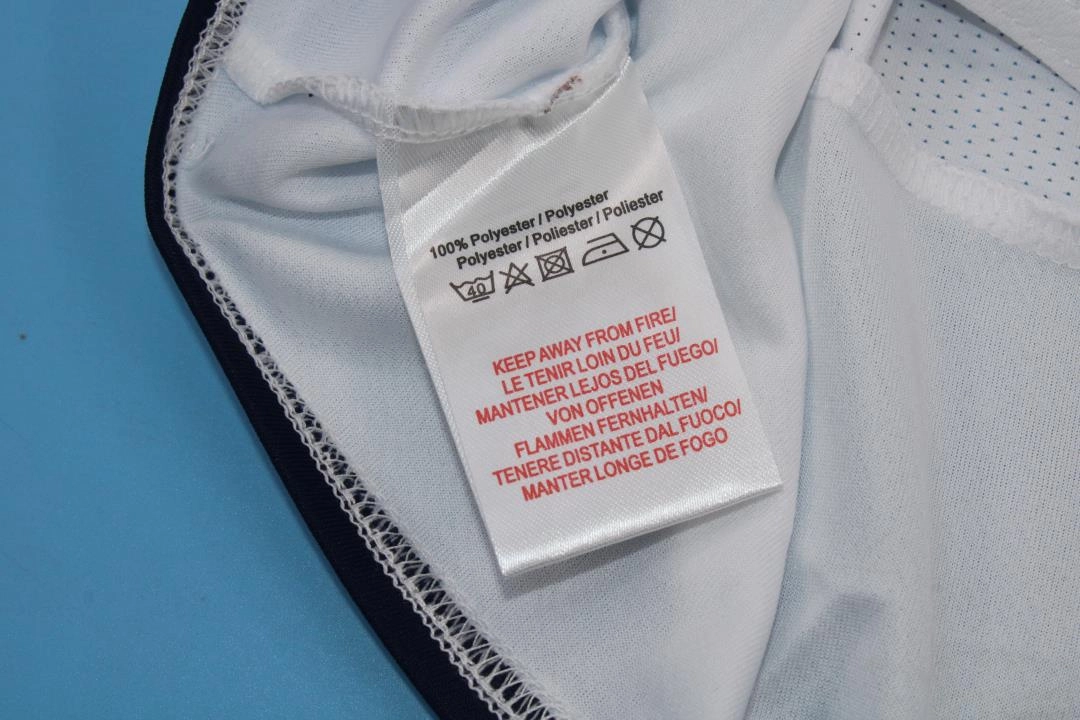 100% Polyester / Polyester
Polyester / Poliester / Poliester
40
KEEP AWAY FROM FIRE/
LE TENIR LOIN DU FEU/
MANTENER LEJOS DEL FUEGO/
VON OFFENEN
FLAMMEN FERNHALTEN/
TENERE DISTANTE DAL FUOCO/
MANTER LONGE DE FOGO